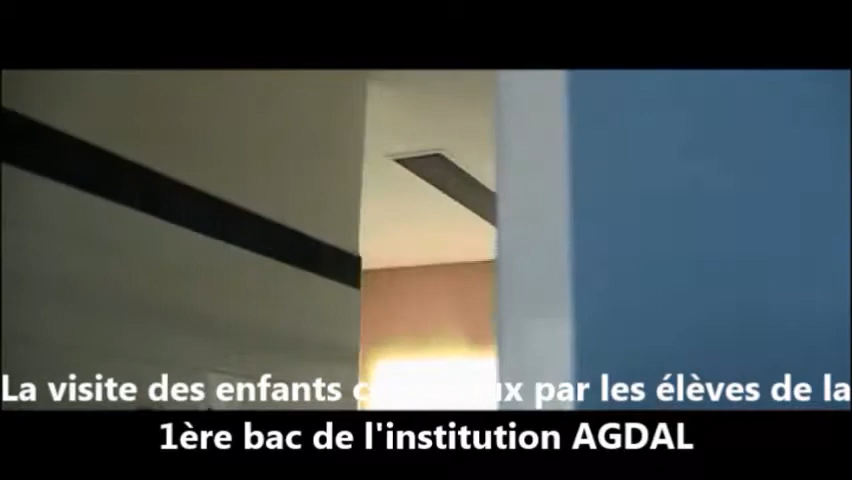 La visite des enfants par les élèves de la
1ère bac de l'institution AGDAL